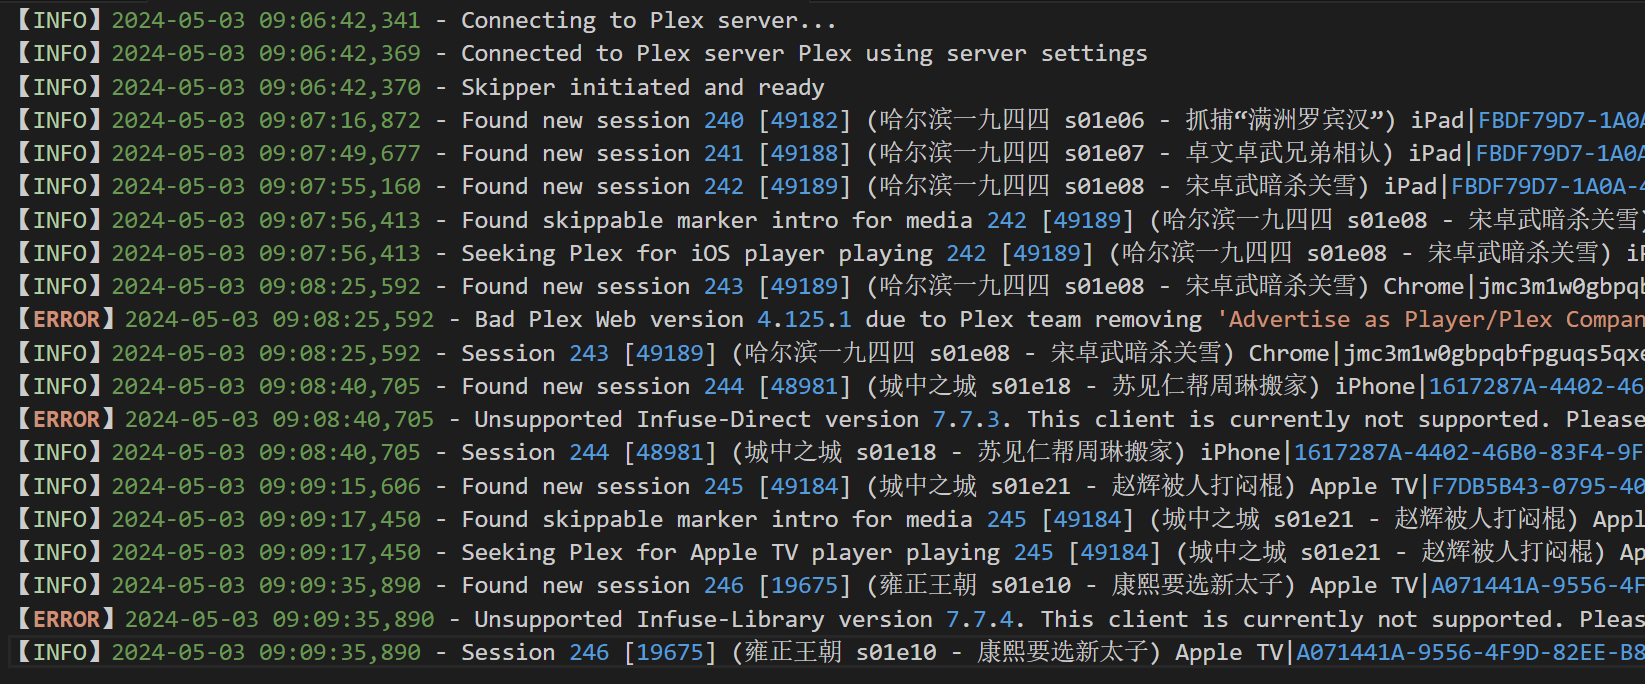 【INFO】2024-05-03 09:06:42,341 - Connecting to Plex server...
【INFO】2024-05-03 09:06:42,369 - Connected to Plex server Plex using server settings
【INFO】2024-05-03 09:06:42,370 - Skipper initiated and ready
【INFO】2024-05-03 09:07:16,872 - Found new session 240 [49182] (哈尔滨一九四四 s01e06 - 抓捕“满洲罗宾汉”) iPad|FBDF79D7-1A0A
【INFO】2024-05-03 09:07:49,677 - Found new session 241 [49188] (哈尔滨一九四四 s01e07 - 卓文卓武兄弟相认) iPad|FBDF79D7-1A0A
【INFO】2024-05-03 09:07:55,160 - Found new session 242 [49189] (哈尔滨一九四四 s01e08 - 宋卓武暗杀关雪) iPad|FBDF79D7-1A0A-4
【INFO】2024-05-03 09:07:56,413 - Found skippable marker intro for media 242 [49189] (哈尔滨一九四四 s01e08 - 宋卓武暗杀关雪)
【INFO】2024-05-03 09:07:56,413 - Seeking Plex for iOS player playing 242 [49189] (哈尔滨一九四四 s01e08 - 宋卓武暗杀关雪) iP
【INFO】2024-05-03 09:08:25,592 - Found new session 243 [49189] (哈尔滨一九四四 s01e08 - 宋卓武暗杀关雪) Chrome|jmc3m1w0gbpqb
【ERROR】2024-05-03 09:08:25,592 - Bad Plex Web version 4.125.1 due to Plex team removing 'Advertise as Player/Plex Compan
【INFO】2024-05-03 09:08:25,592 - Session 243 [49189] (哈尔滨一九四四 s01e08 - 宋卓武暗杀关雪) Chrome|jmc3m1w0gbpqbfpguqs5qxe
【INFO】2024-05-03 09:08:40,705 - Found new session 244 [48981] (城中之城 s01e18 - 苏见仁帮周琳搬家) iPhone|1617287A-4402-46
【ERROR】2024-05-03 09:08:40,705 - Unsupported Infuse-Direct version 7.7.3. This client is currently not supported. Please
【INFO】2024-05-03 09:08:40,705 - Session 244 [48981] (城中之城 s01e18 - 苏见仁帮周琳搬家) iPhone|1617287A-4402-46B0-83F4-9F
【INFO】2024-05-03 09:09:15,606 - Found new session 245 [49184] (城中之城 s01e21 - 赵辉被人打闷棍) Apple TV|F7DB5B43-0795-40
【INFO】2024-05-03 09:09:17,450 - Found skippable marker intro for media 245 [49184] (城中之城 s01e21 - 赵辉被人打闷棍) Appl
【INFO】2024-05-03 09:09:17,450 - Seeking Plex for Apple TV player playing 245 [49184] (城中之城 s01e21 - 赵辉被人打闷棍) Ap
【INFO】2024-05-03 09:09:35,890 - Found new session 246 [19675] (雍正王朝 s01e10 - 康熙要选新太子) Apple TV|A071441A-9556-4F
【ERROR】2024-05-03 09:09:35,890 - Unsupported Infuse-Library version 7.7.4. This client is currently not supported. Pleas
【INFO】2024-05-03 09:09:35,890 - Session 246 [19675] (雍正王朝 s01e10 - 康熙要选新太子) Apple TV|A071441A-9556-4F9D-82EE-B8